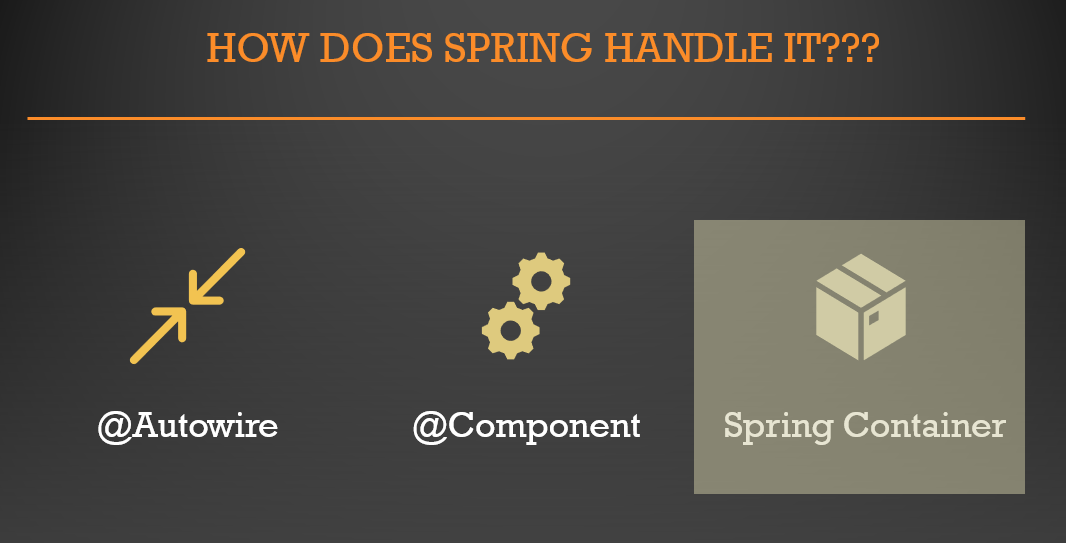 HOW DOES SPRING HANDLE IT???
@Autowire
@Component
Spring Container